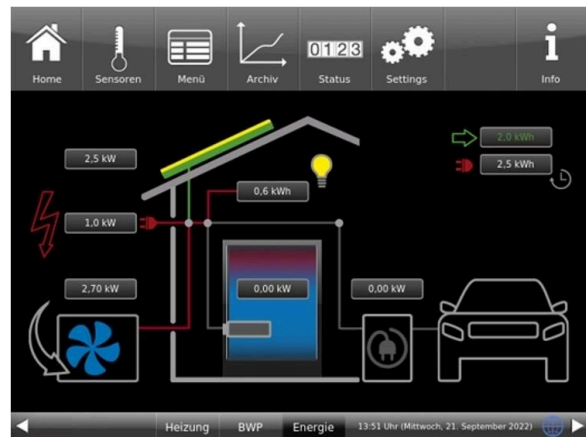 Home Sensoren Menü Archiv 0123 Status Settings i Info
2,5 kW
2,0 kWh
2,5 kWh
0,6 kWh
1,0 kW
2,70 kW
0,00 kW
0,00 kW
Heizung BWP Energie 13:51 Uhr (Mittwoch, 21. September 2022)